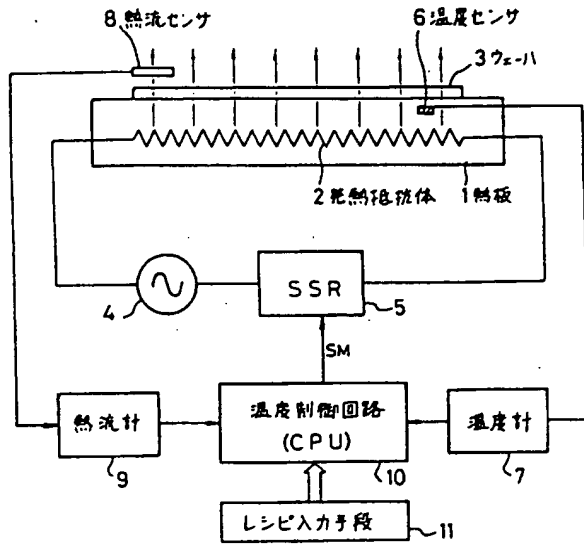 8 熱流センサ
6 温度センサ
3 ウェーハ
2 発熱抵抗体
1 熱板
4
SSR
5
SM
熱流計
9
温度制御回路
(CPU)
10
温度計
7
レシピ入力手段
11